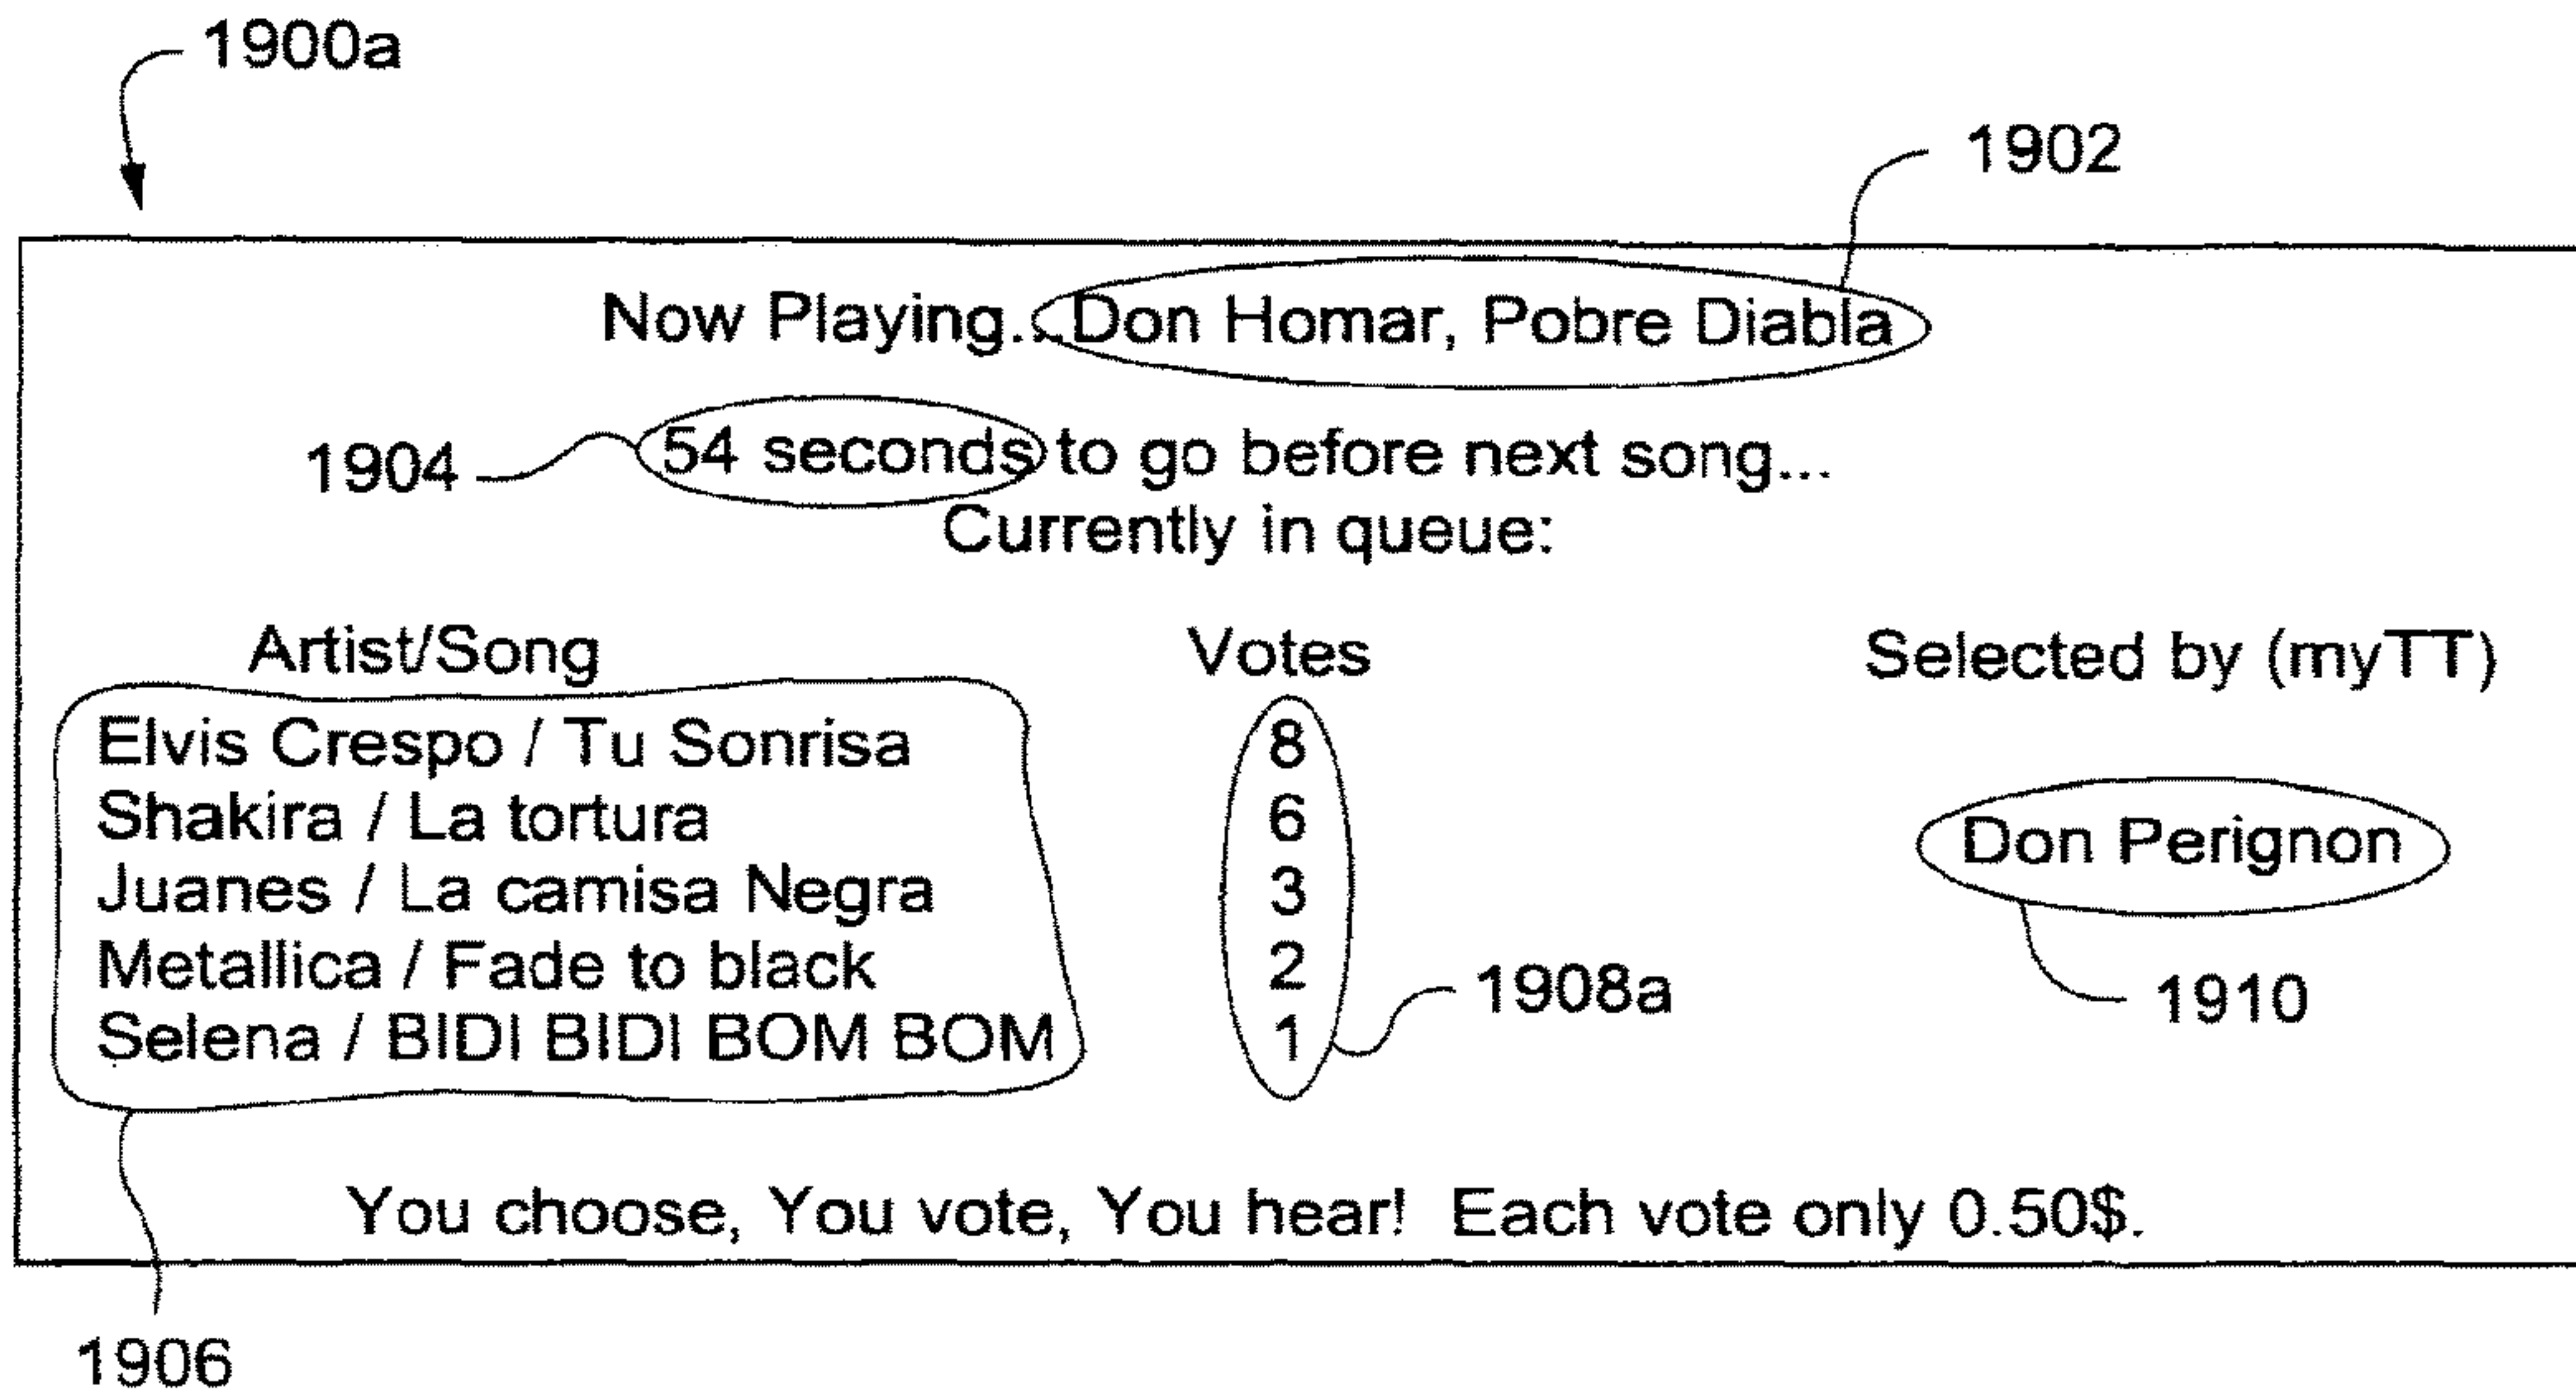 1900a
1902
Now Playing...Don Homar, Pobre Diabla
1904
54 seconds to go before next song...
Currently in queue:
Artist/Song Votes Selected by (myTT)
Elvis Crespo / Tu Sonrisa 8
Shakira / La tortura 6 Don Perignon
Juanes / La camisa Negra 3
Metallica / Fade to black 2
Selena / BIDI BIDI BOM BOM 1
1908a
1910
You choose, You vote, You hear! Each vote only 0.50$.
1906